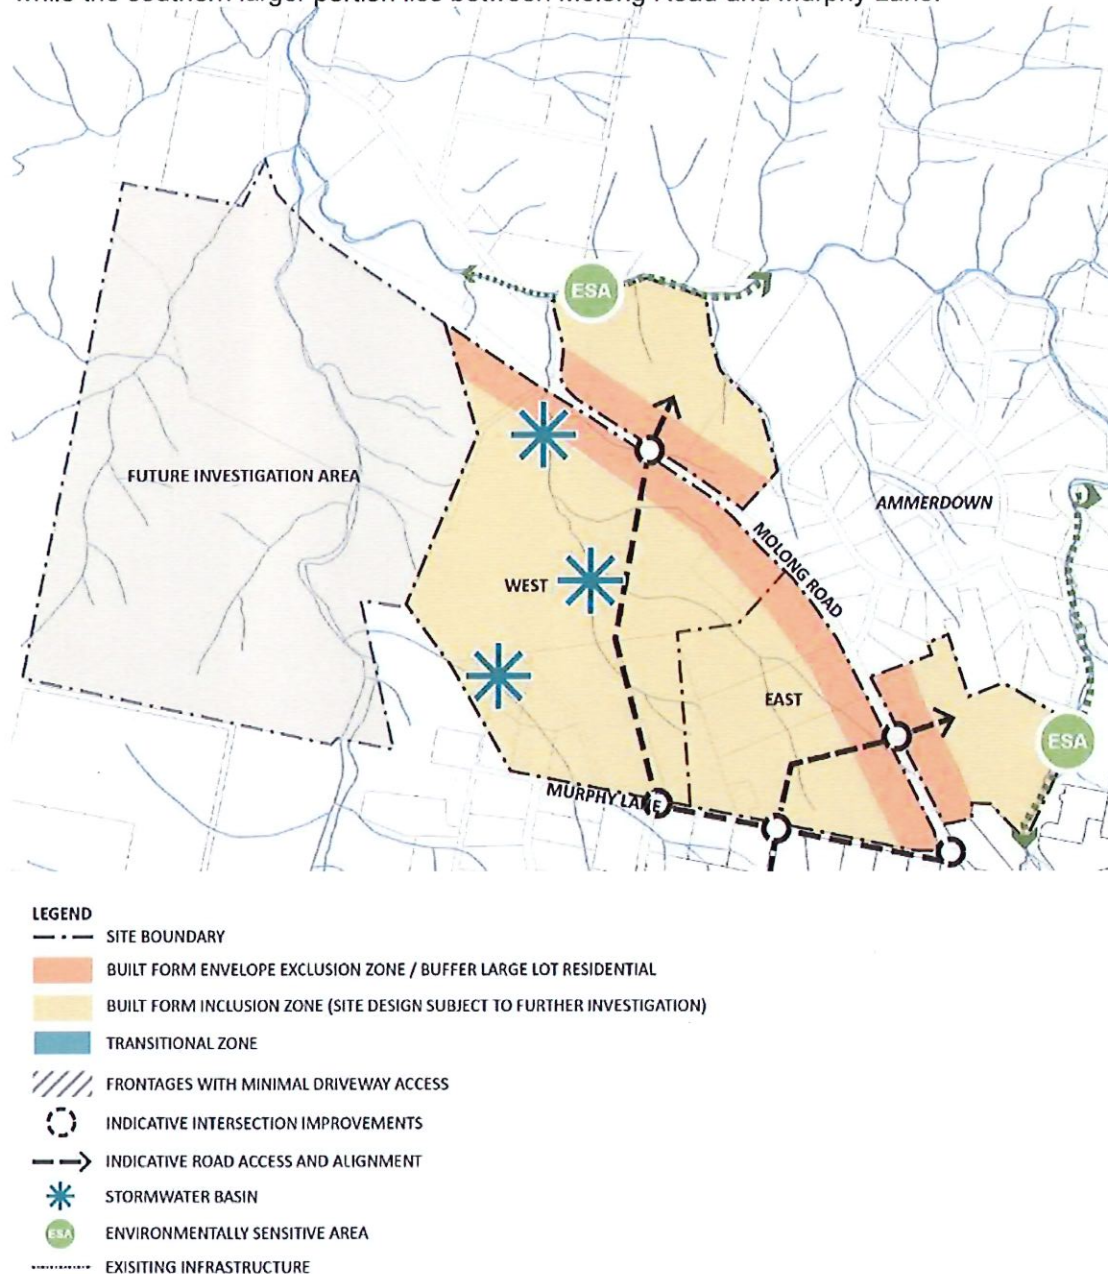 while the southern larger portion lies between Molong Road and Murphy Lane.
ESA
FUTURE INVESTIGATION AREA
AMMERDOWN
MOLONG ROAD
WEST
EAST
ESA
MURPHY LANE
LEGEND
SITE BOUNDARY
BUILT FORM ENVELOPE EXCLUSION ZONE / BUFFER LARGE LOT RESIDENTIAL
BUILT FORM INCLUSION ZONE (SITE DESIGN SUBJECT TO FURTHER INVESTIGATION)
TRANSITIONAL ZONE
FRONTAGES WITH MINIMAL DRIVEWAY ACCESS
INDICATIVE INTERSECTION IMPROVEMENTS
INDICATIVE ROAD ACCESS AND ALIGNMENT
STORMWATER BASIN
ESA ENVIRONMENTALLY SENSITIVE AREA
EXISITING INFRASTRUCTURE